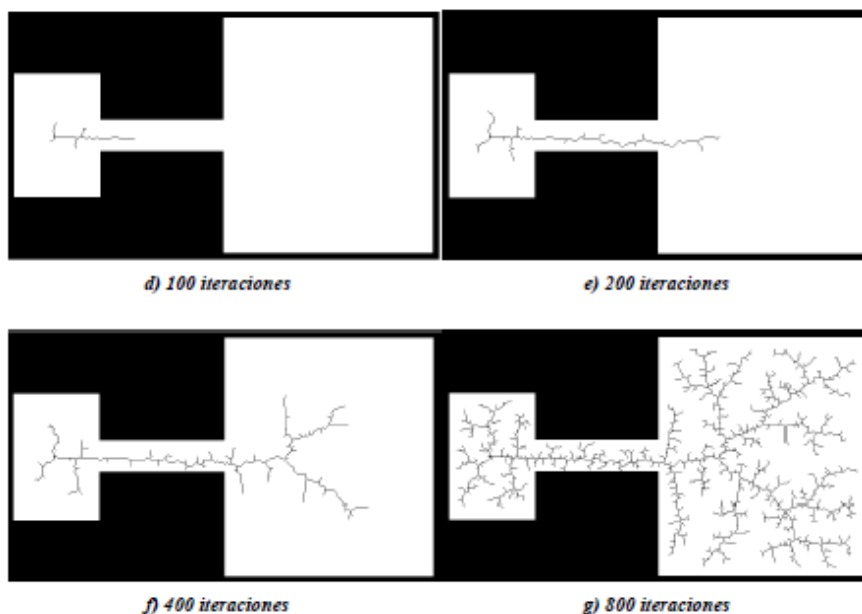 d) 100 iteraciones
e) 200 iteraciones
f) 400 iteraciones
g) 800 iteraciones